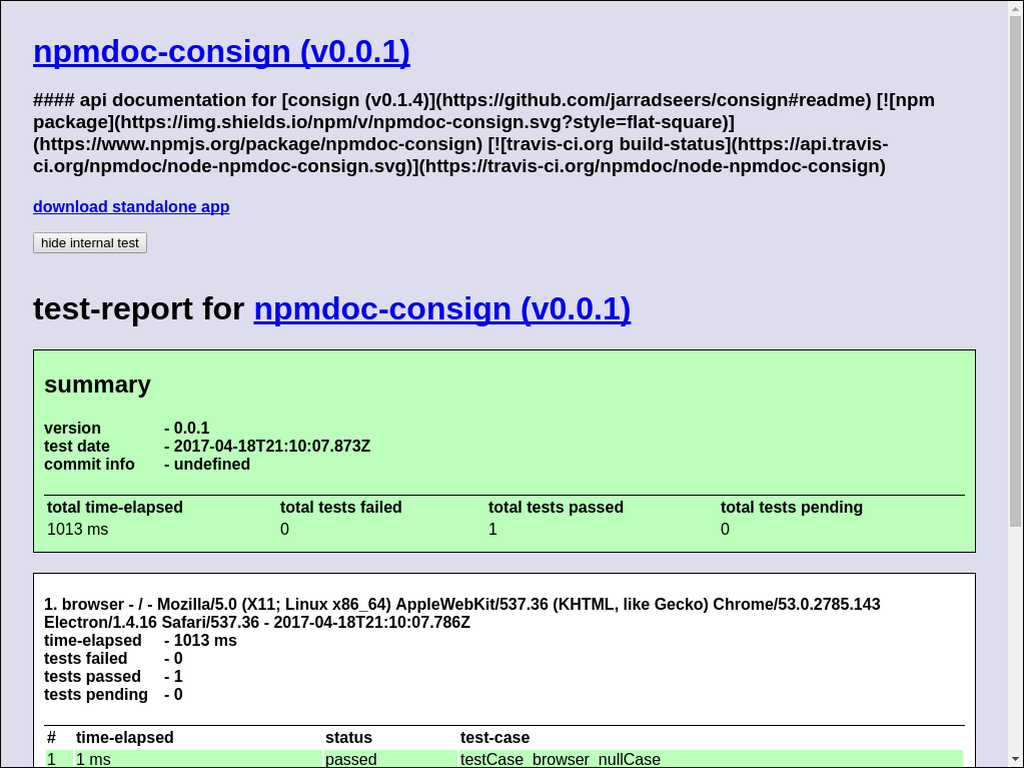 npmdoc-consign (v0.0.1)
#### api documentation for [consign (v0.1.4)](https://github.com/jarradseers/consign#readme) [![npm
package](https://img.shields.io/npm/v/npmdoc-consign.svg?style=flat-square)]
(https://www.npmjs.org/package/npmdoc-consign) [![travis-ci.org build-status](https://api.travis-
ci.org/npmdoc/node-npmdoc-consign.svg)](https://travis-ci.org/npmdoc/node-npmdoc-consign)
download standalone app
hide internal test
test-report for npmdoc-consign (v0.0.1)
summary
version - 0.0.1
test date - 2017-04-18T21:10:07.873Z
commit info - undefined
total time-elapsed total tests failed total tests passed total tests pending
1013 ms 0 1 0
1. browser - / - Mozilla/5.0 (X11; Linux x86_64) AppleWebKit/537.36 (KHTML, like Gecko) Chrome/53.0.2785.143
Electron/1.4.16 Safari/537.36 - 2017-04-18T21:10:07.786Z
time-elapsed - 1013 ms
tests failed - 0
tests passed - 1
tests pending - 0
# time-elapsed status test-case
1 1 ms passed testCase_browser_nullCase